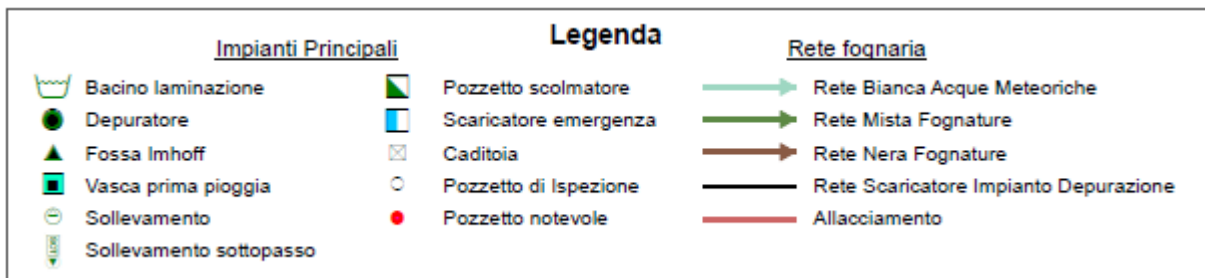 Legenda
Impianti Principali
Rete fognaria
Bacino laminazione
Depuratore
Fossa Imhoff
Vasca prima pioggia
Sollevamento
Sollevamento sottopasso
Pozzetto scolmatore
Scaricatore emergenza
Caditoia
Pozzetto di Ispezione
Pozzetto notevole
Rete Bianca Acque Meteoriche
Rete Mista Fognature
Rete Nera Fognature
Rete Scaricatore Impianto Depurazione
Allacciamento